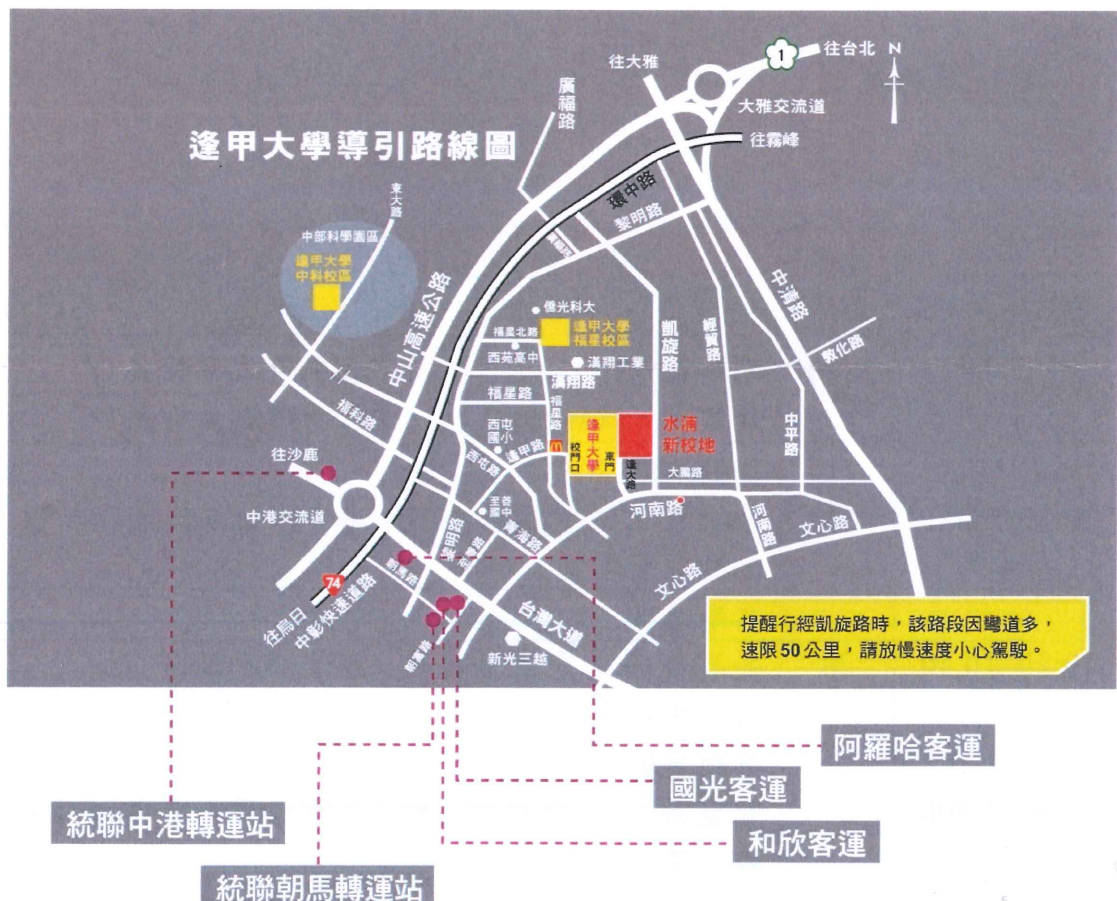 往台北
1
N
往大雅
大雅交流道
廣福路
往霧峰
逢甲大學導引路線圖
環中路
東大路
黎明路
中部科學園區
廣福路
逢甲大學
中科校區
中山高速公路
中清路
僑光科大
逢甲大學
福星校區
福星北路
西苑高中
凱旋路
經貿路
敦化路
漢翔工業
漢翔路
福星路
福星路
福科路
西屯
國小
逢甲路
逢甲大學
校門口
東門
水湳
新校地
中平路
西屯路
往沙鹿
逢大路
大鵬路
中港交流道
至善
國中
河南路
青海路
河南路
文心路
黎明路
至善路
朝馬路
74
文心路
往烏日
中彰快速道路
台灣大道
朝富路
新光三越
提醒行經凱旋路時，該路段因彎道多，
速限50公里，請放慢速度小心駕駛。
阿羅哈客運
國光客運
統聯中港轉運站
和欣客運
統聯朝馬轉運站